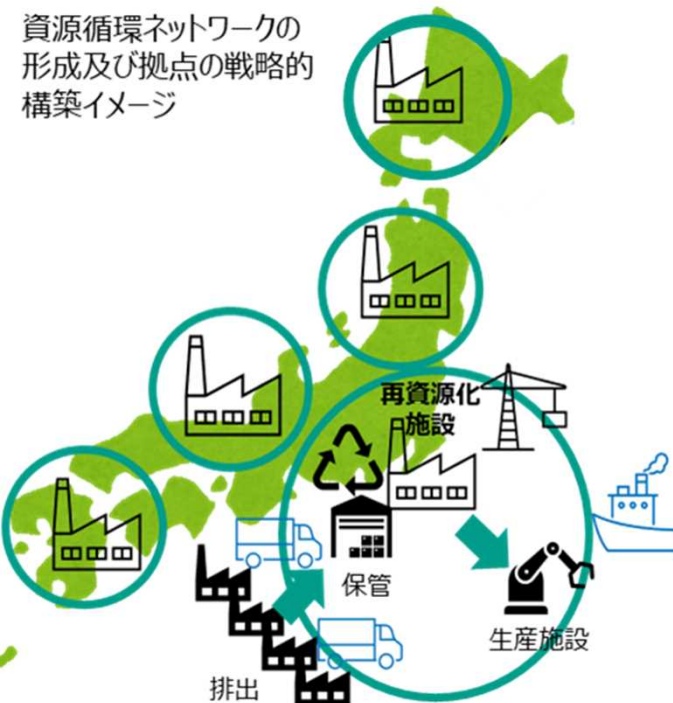 資源循環ネットワークの
形成及び拠点の戦略的
構築イメージ
再資源化
施設
保管
生産施設
排出